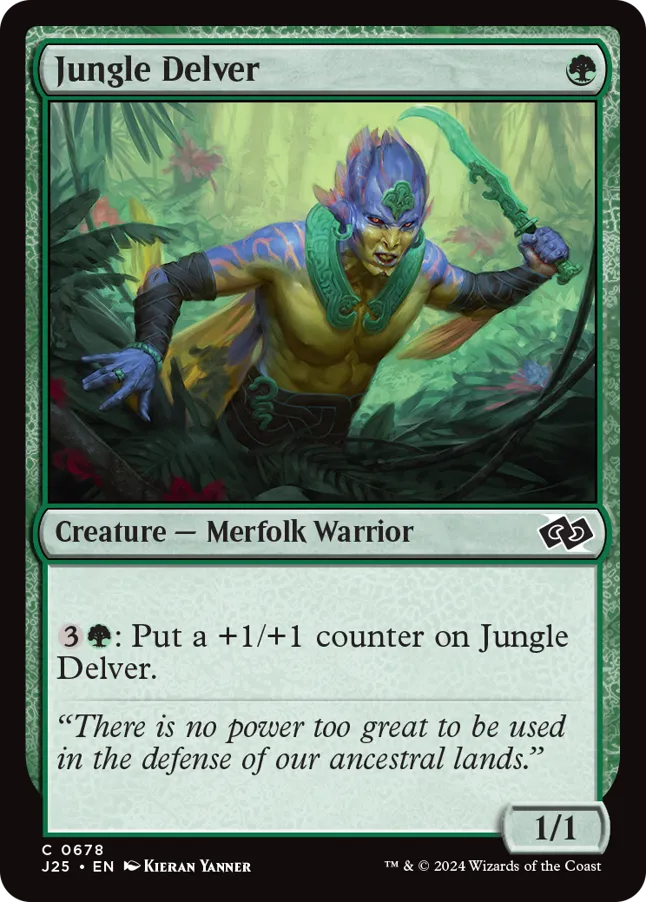 Jungle Delver
Creature — Merfolk Warrior
3: Put a +1/+1 counter on Jungle
Delver.
“There is no power too great to be used
in the defense of our ancestral lands.”
1/1
C 0678
J25 • EN Kieran Yanner
™ & © 2024 Wizards of the Coast